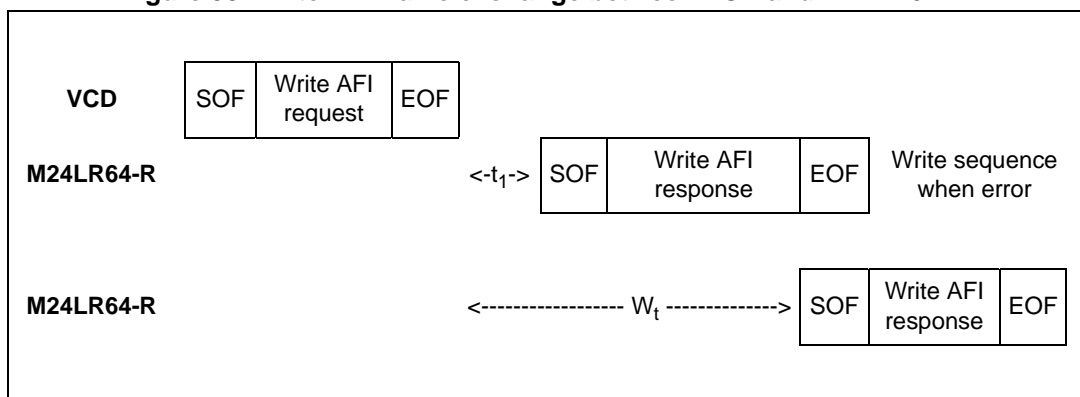 VCD SOF Write AFI request EOF
M24LR64-R <-t1-> SOF Write AFI response EOF Write sequence when error
M24LR64-R <------------------ Wt --------------> SOF Write AFI response EOF